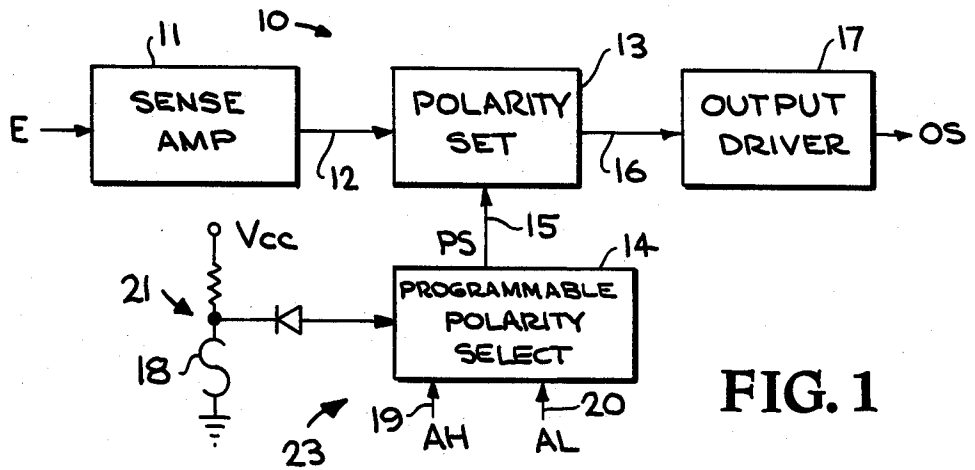 10
11
SENSE
AMP
E
12
13
POLARITY
SET
16
17
OUTPUT
DRIVER
OS
15
PS
14
PROGRAMMABLE
POLARITY
SELECT
Vcc
21
18
19
AH
20
AL
23
FIG. 1